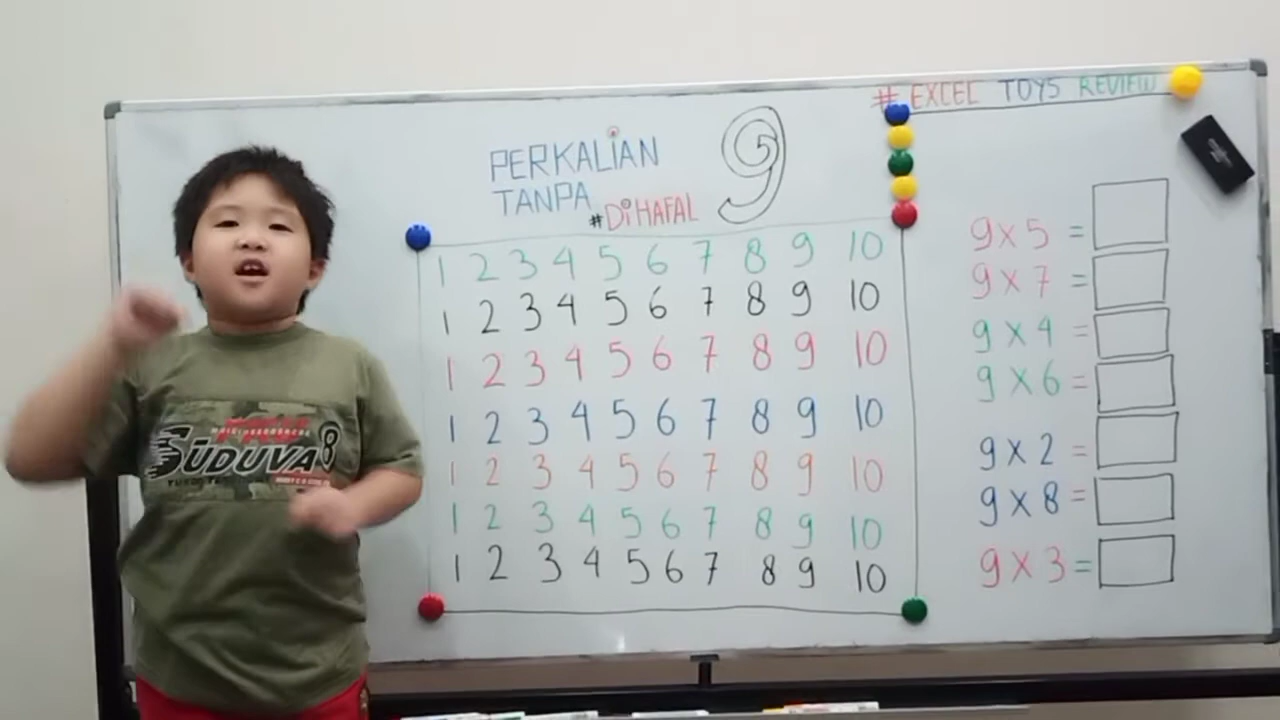 # EXCEL TOYS REVIEW
PERKALiAN
TANPA
#DiHAFAL
9
1 2 3 4 5 6 7 8 9 10
1 2 3 4 5 6 7 8 9 10
1 2 3 4 5 6 7 8 9 10
1 2 3 4 5 6 7 8 9 10
1 2 3 4 5 6 7 8 9 10
1 2 3 4 5 6 7 8 9 10
1 2 3 4 5 6 7 8 9 10
9 x 5 =
9 x 7 =
9 x 4 =
9 x 6 =
9 x 2 =
9 x 8 =
9 x 3 =
SŪDUVA 8